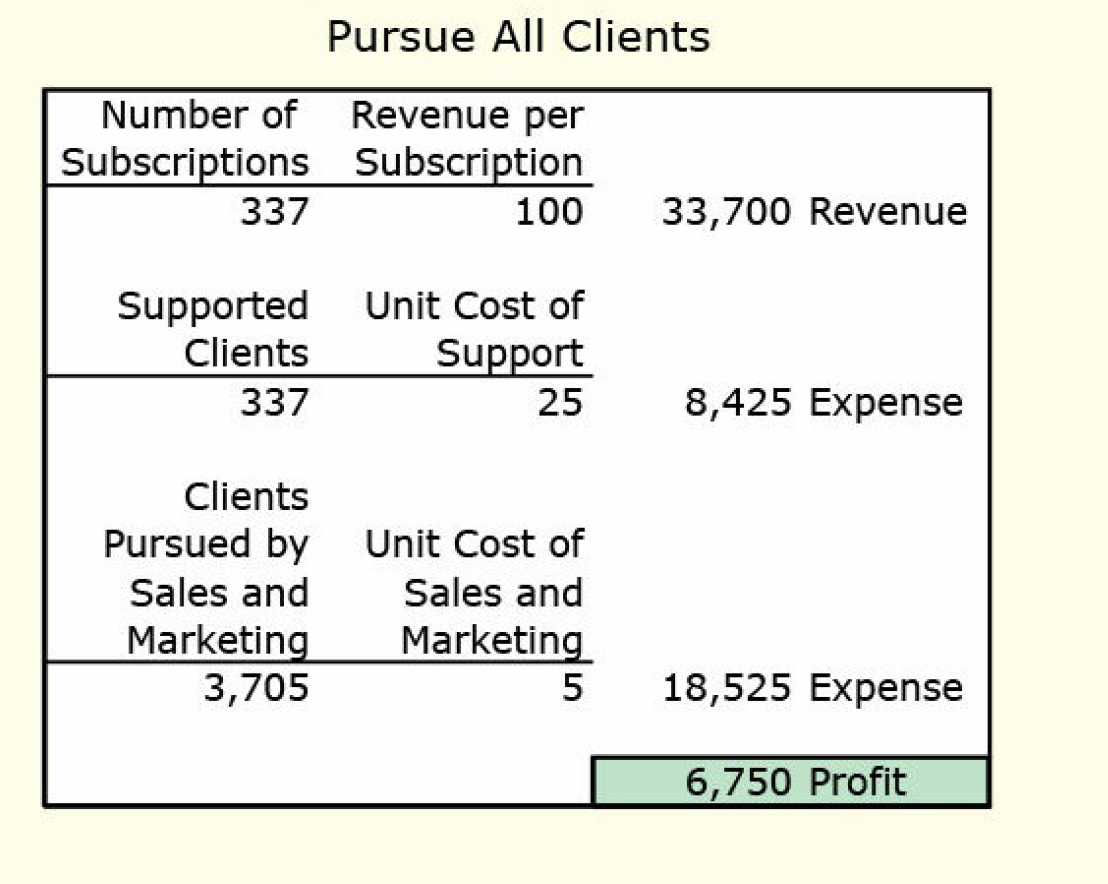 Pursue All Clients
Number of Revenue per
Subscriptions Subscription
337 100 33,700 Revenue
Supported Unit Cost of
Clients Support
337 25 8,425 Expense
Clients
Pursued by Unit Cost of
Sales and Sales and
Marketing Marketing
3,705 5 18,525 Expense
6,750 Profit